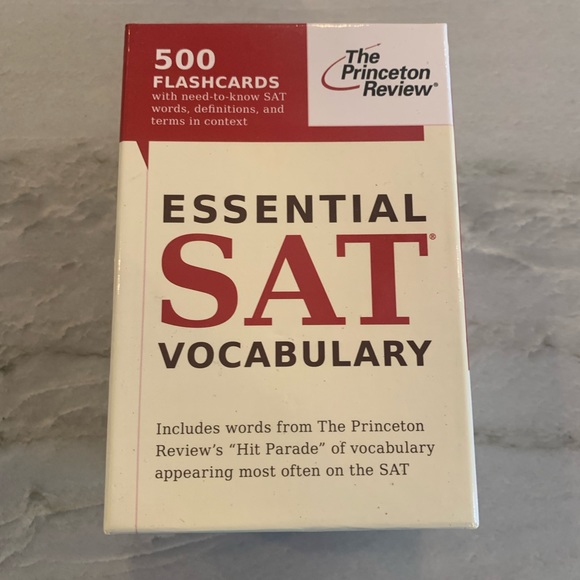 500
FLASHCARDS
with need-to-know SAT
words, definitions, and
terms in context
The
Princeton
Review®
ESSENTIAL
SAT®
VOCABULARY
Includes words from The Princeton
Review's “Hit Parade” of vocabulary
appearing most often on the SAT